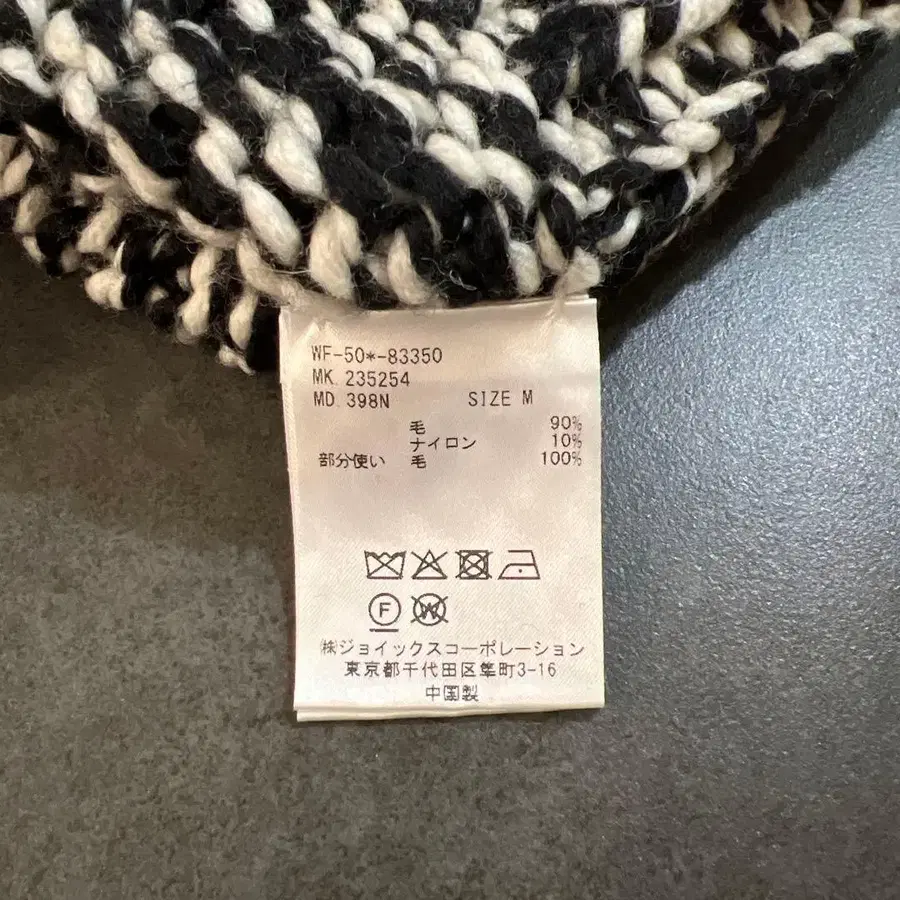 WF-50*-83350
MK. 235254
MD. 398N SIZE M
毛 90%
ナイロン 10%
部分使い 毛 100%
F W
㈱ジョイックスコーポレーション
東京都千代田区隼町3-16
中国製